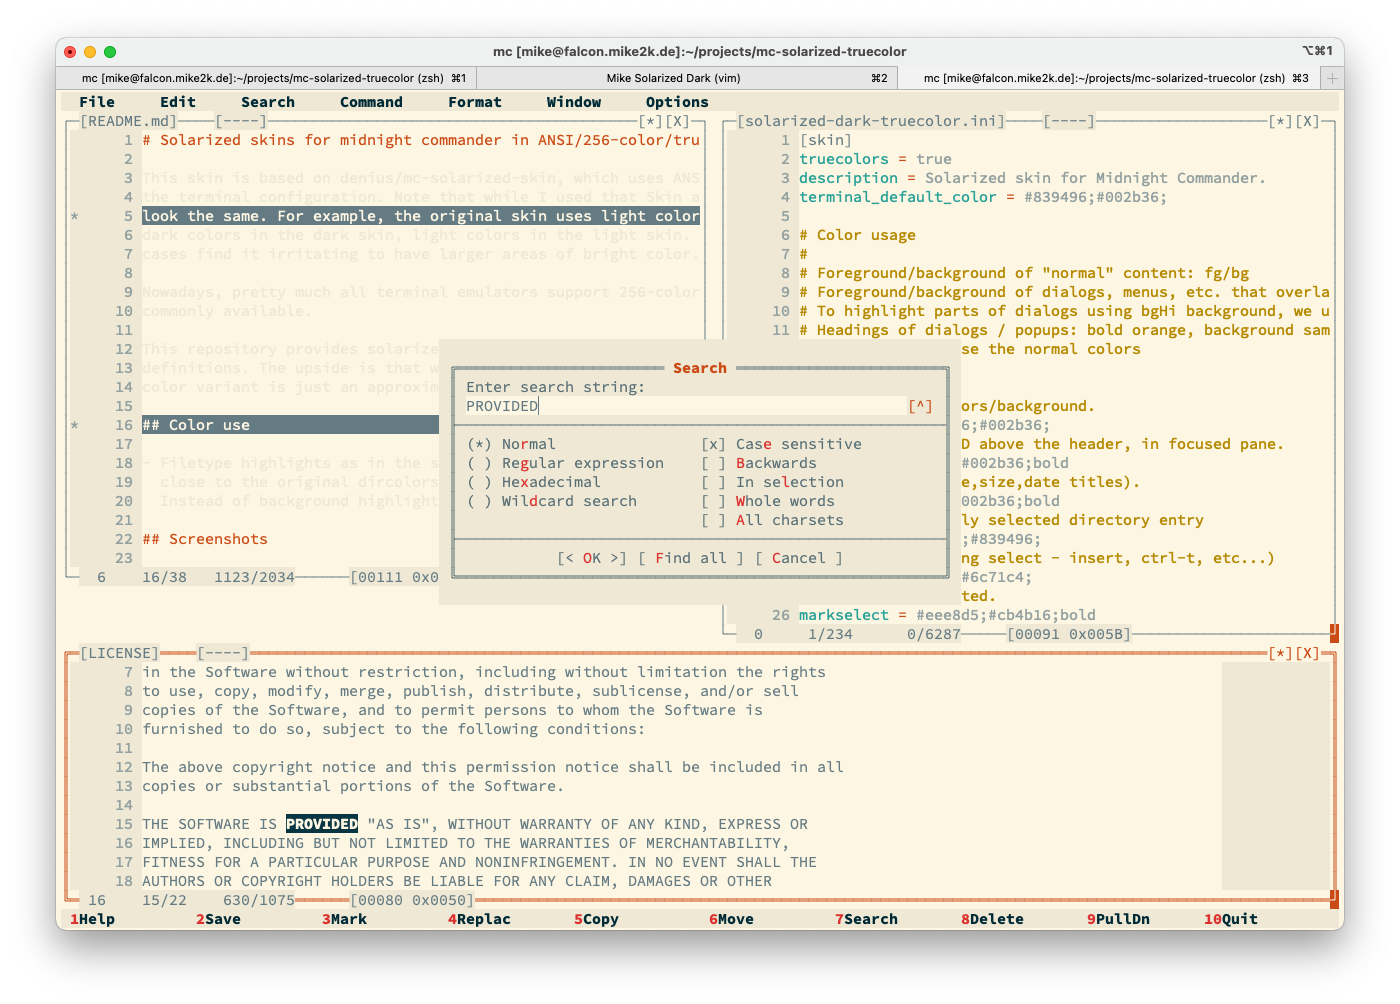 mc [mike@falcon.mike2k.de]:~/projects/mc-solarized-truecolor
⌥⌘1
mc [mike@falcon.mike2k.de]:~/projects/mc-solarized-truecolor (zsh) ⌘1
Mike Solarized Dark (vim) ⌘2
mc [mike@falcon.mike2k.de]:~/projects/mc-solarized-truecolor (zsh) ⌘3
File Edit Search Command Format Window Options
[README.md] [----] [*][X]
1 # Solarized skins for midnight commander in ANSI/256-color/tru
2
3 This skin is based on denius/mc-solarized-skin, which uses ANS
4 the terminal configuration. Note that while I used that Skin a
* 5 look the same. For example, the original skin uses light color
6 dark colors in the dark skin, light colors in the light skin.
7 cases find it irritating to have larger areas of bright color.
8
9 Nowadays, pretty much all terminal emulators support 256-color
10 commonly available.
11
12 This repository provides solarize
13 definitions. The upside is that w
14 color variant is just an approxim
15
* 16 ## Color use
17
18 - Filetype highlights as in the s
19 close to the original dircolors
20 Instead of background highlight
21
22 ## Screenshots
23
6 16/38 1123/2034 [00111 0x0
[solarized-dark-truecolor.ini] [----] [*][X]
1 [skin]
2 truecolors = true
3 description = Solarized skin for Midnight Commander.
4 terminal_default_color = #839496;#002b36;
5
6 # Color usage
7 #
8 # Foreground/background of "normal" content: fg/bg
9 # Foreground/background of dialogs, menus, etc. that overla
10 # To highlight parts of dialogs using bgHi background, we u
11 # Headings of dialogs / popups: bold orange, background sam
se the normal colors
ors/background.
6;#002b36;
D above the header, in focused pane.
#002b36;bold
e,size,date titles).
002b36;bold
ly selected directory entry
;#839496;
ng select - insert, ctrl-t, etc...)
#6c71c4;
ted.
26 markselect = #eee8d5;#cb4b16;bold
0 1/234 0/6287 [00091 0x005B]
Search
Enter search string:
PROVIDED [^]
(*) Normal [x] Case sensitive
( ) Regular expression [ ] Backwards
( ) Hexadecimal [ ] In selection
( ) Wildcard search [ ] Whole words
[ ] All charsets
[< OK >] [ Find all ] [ Cancel ]
[LICENSE] [----] [*][X]
7 in the Software without restriction, including without limitation the rights
8 to use, copy, modify, merge, publish, distribute, sublicense, and/or sell
9 copies of the Software, and to permit persons to whom the Software is
10 furnished to do so, subject to the following conditions:
11
12 The above copyright notice and this permission notice shall be included in all
13 copies or substantial portions of the Software.
14
15 THE SOFTWARE IS PROVIDED "AS IS", WITHOUT WARRANTY OF ANY KIND, EXPRESS OR
16 IMPLIED, INCLUDING BUT NOT LIMITED TO THE WARRANTIES OF MERCHANTABILITY,
17 FITNESS FOR A PARTICULAR PURPOSE AND NONINFRINGEMENT. IN NO EVENT SHALL THE
18 AUTHORS OR COPYRIGHT HOLDERS BE LIABLE FOR ANY CLAIM, DAMAGES OR OTHER
16 15/22 630/1075 [00080 0x0050]
1Help 2Save 3Mark 4Replac 5Copy 6Move 7Search 8Delete 9PullDn 10Quit